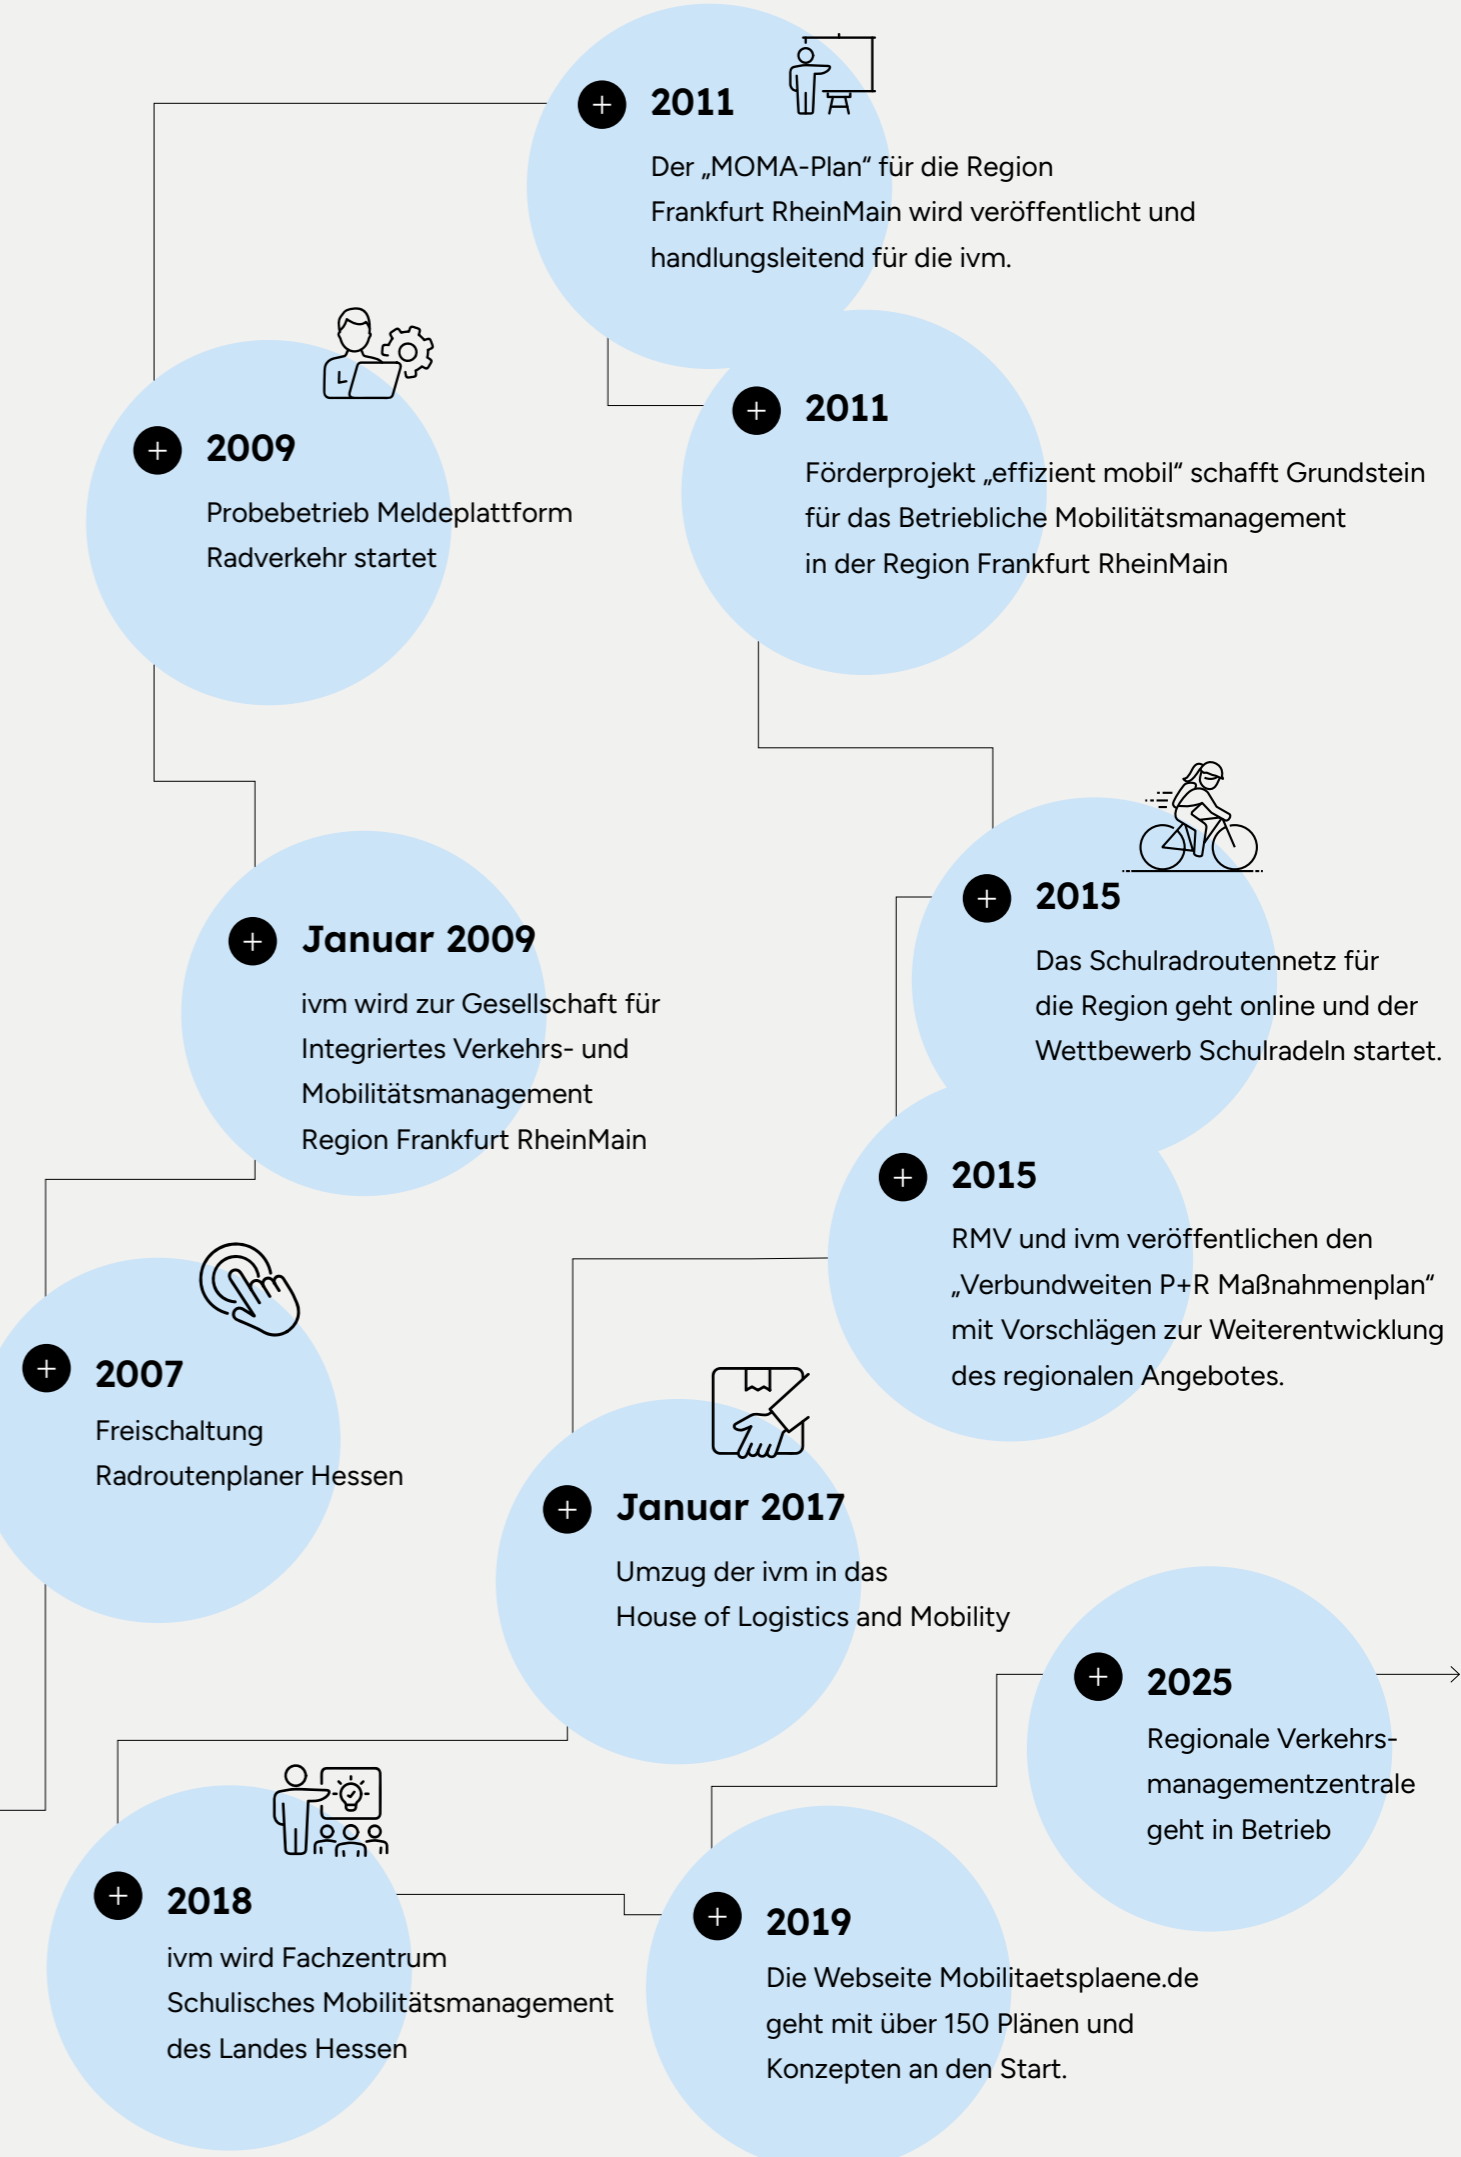 2011
Der „MOMA-Plan“ für die Region
Frankfurt RheinMain wird veröffentlicht und
handlungsleitend für die ivm.
2011
Förderprojekt „effizient mobil“ schafft Grundstein
für das Betriebliche Mobilitätsmanagement
in der Region Frankfurt RheinMain
2009
Probebetrieb Meldeplattform
Radverkehr startet
Januar 2009
ivm wird zur Gesellschaft für
Integriertes Verkehrs- und
Mobilitätsmanagement
Region Frankfurt RheinMain
2015
Das Schulradroutennetz für
die Region geht online und der
Wettbewerb Schulradeln startet.
2015
RMV und ivm veröffentlichen den
„Verbundweiten P+R Maßnahmenplan“
mit Vorschlägen zur Weiterentwicklung
des regionalen Angebotes.
2007
Freischaltung
Radroutenplaner Hessen
Januar 2017
Umzug der ivm in das
House of Logistics and Mobility
2025
Regionale Verkehrs-
managementzentrale
geht in Betrieb
2018
ivm wird Fachzentrum
Schulisches Mobilitätsmanagement
des Landes Hessen
2019
Die Webseite Mobilitaetsplaene.de
geht mit über 150 Plänen und
Konzepten an den Start.